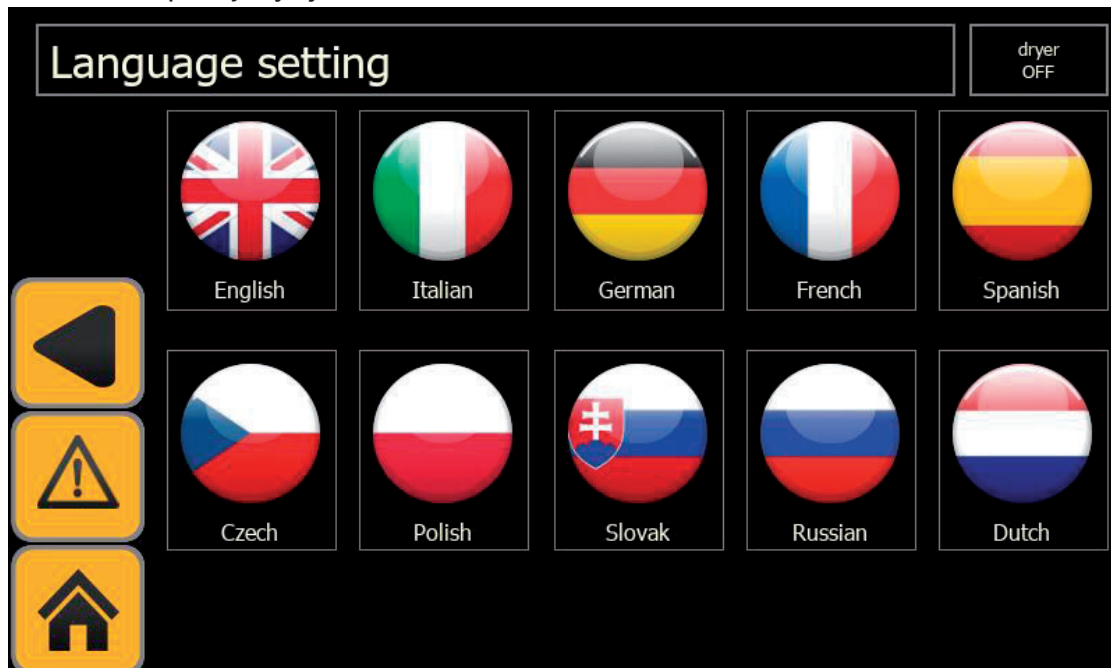 Language setting
dryer
OFF
English
Italian
German
French
Spanish
Czech
Polish
Slovak
Russian
Dutch